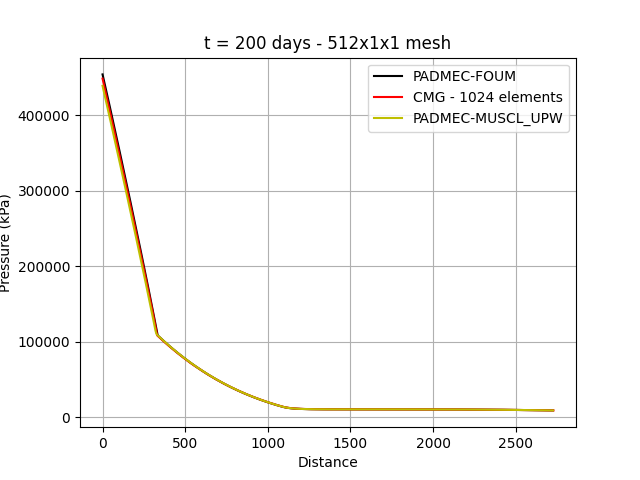 t = 200 days - 512x1x1 mesh
PADMEC-FOUM
CMG - 1024 elements
PADMEC-MUSCL_UPW
Pressure (kPa)
400000
300000
200000
100000
0
0 500 1000 1500 2000 2500
Distance